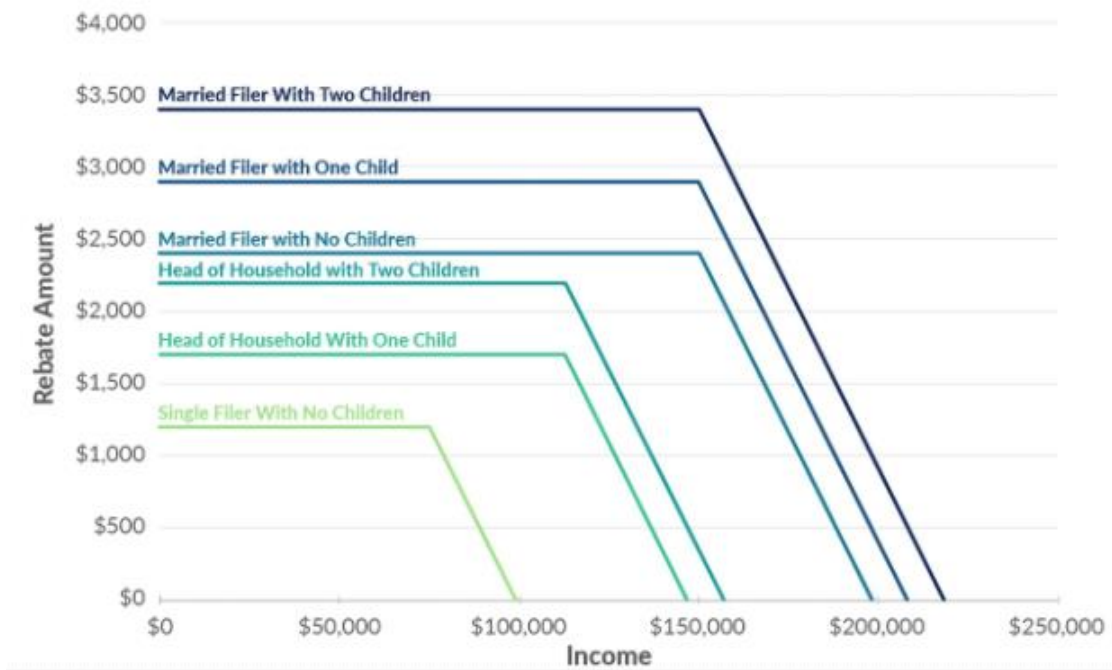 $4,000
$3,500
Married Filer With Two Children
$3,000
Married Filer with One Child
$2,500
Married Filer with No Children
Head of Household with Two Children
$2,000
Head of Household With One Child
$1,500
Single Filer With No Children
$1,000
$500
$0
Rebate Amount
$0 $50,000 $100,000 $150,000 $200,000 $250,000
Income